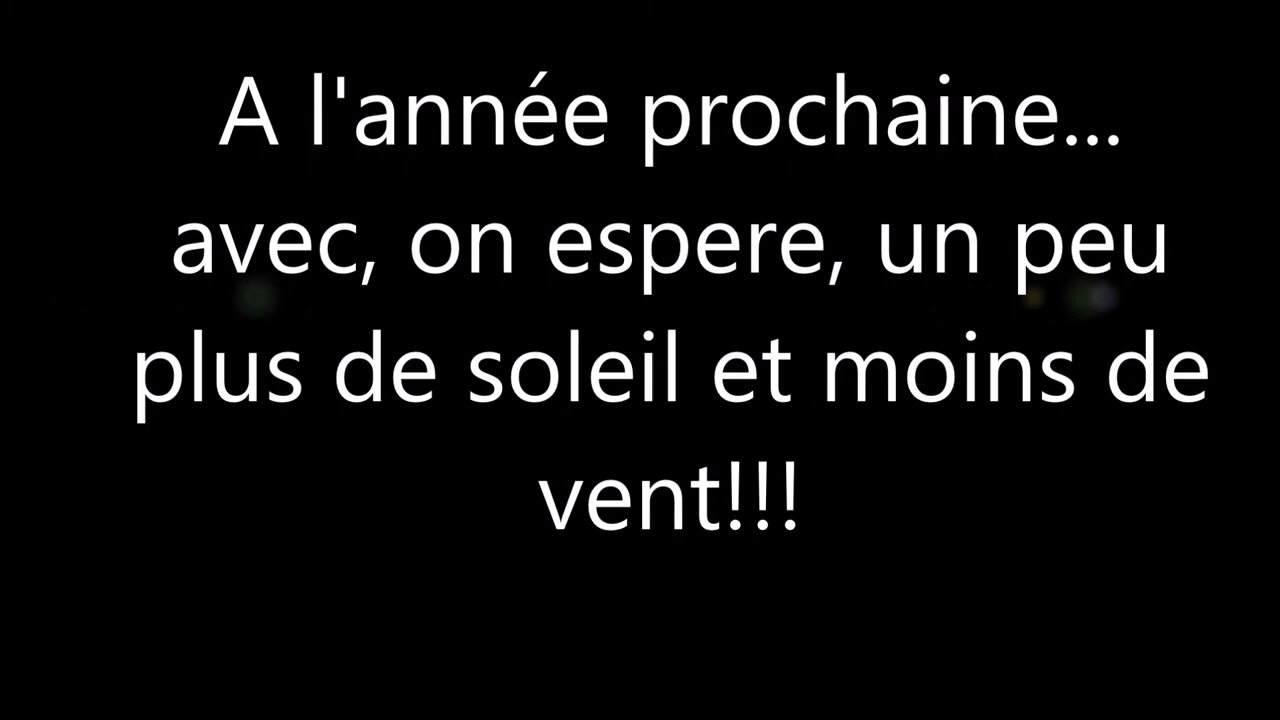 A l'année prochaine...
avec, on espere, un peu
plus de soleil et moins de
vent!!!